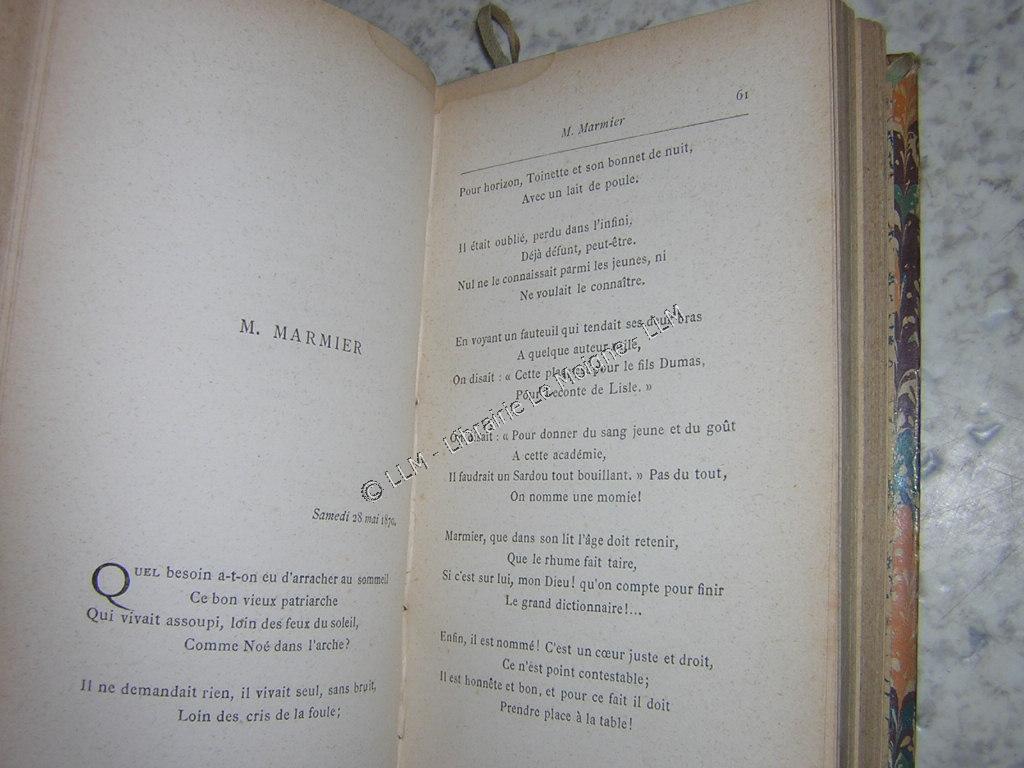 M. MARMIER
Samedi 28 mai 1870.
QUEL besoin a-t-on eu d'arracher au sommeil
Ce bon vieux patriarche
Qui vivait assoupi, loin des feux du soleil,
Comme Noé dans l'arche?
Il ne demandait rien, il vivait seul, sans bruit,
Loin des cris de la foule;
61
M. Marmier
Pour horizon, Toinette et son bonnet de nuit,
Avec un lait de poule.
Il était oublié, perdu dans l'infini,
Déjà défunt, peut-être.
Nul ne le connaissait parmi les jeunes, ni
Ne voulait le connaître.
En voyant un fauteuil qui tendait ses deux bras
A quelque auteur
On disait : « Cette place pour le fils Dumas,
Pour Leconte de Lisle. »
On disait : « Pour donner du sang jeune et du goût
A cette académie,
Il faudrait un Sardou tout bouillant. » Pas du tout,
On nomme une momie!
Marmier, que dans son lit l'âge doit retenir,
Que le rhume fait taire,
Si c'est sur lui, mon Dieu! qu'on compte pour finir
Le grand dictionnaire!...
Enfin, il est nommé! C'est un cœur juste et droit,
Ce n'est point contestable;
Il est honnête et bon, et pour ce fait il doit
Prendre place à la table!
© LLM - Librairie Le Moigne - LLM